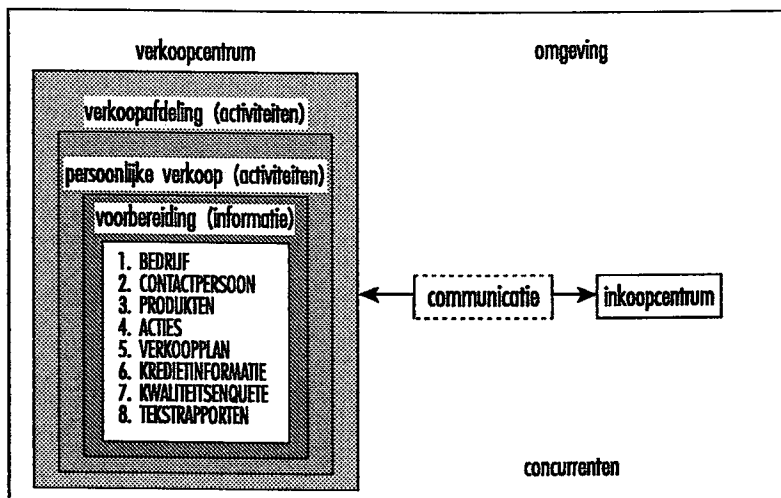 verkoopcentrum
omgeving
verkoopafdeling (activiteiten)
persoonlijke verkoop (activiteiten)
voorbereiding (informatie)
1. BEDRIJF
2. CONTACTPERSOON
3. PRODUKTEN
4. ACTIES
5. VERKOOPPLAN
6. KREDIETINFORMATIE
7. KWALITEITSENQUETE
8. TEKSTRAPPORTEN
communicatie
inkoopcentrum
concurrenten